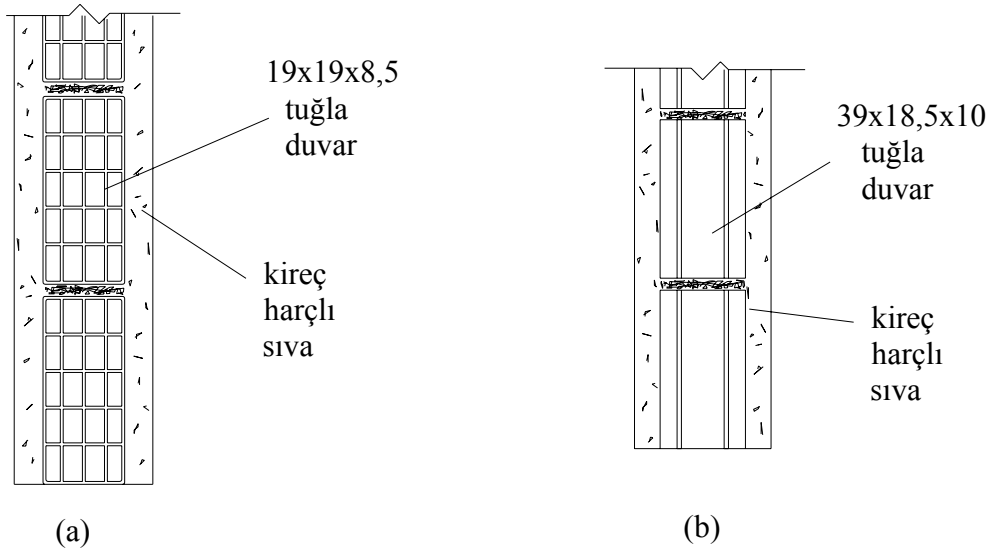 19x19x8,5
tuğla
duvar
kireç
harçlı
sıva
(a)
39x18,5x10
tuğla
duvar
kireç
harçlı
sıva
(b)